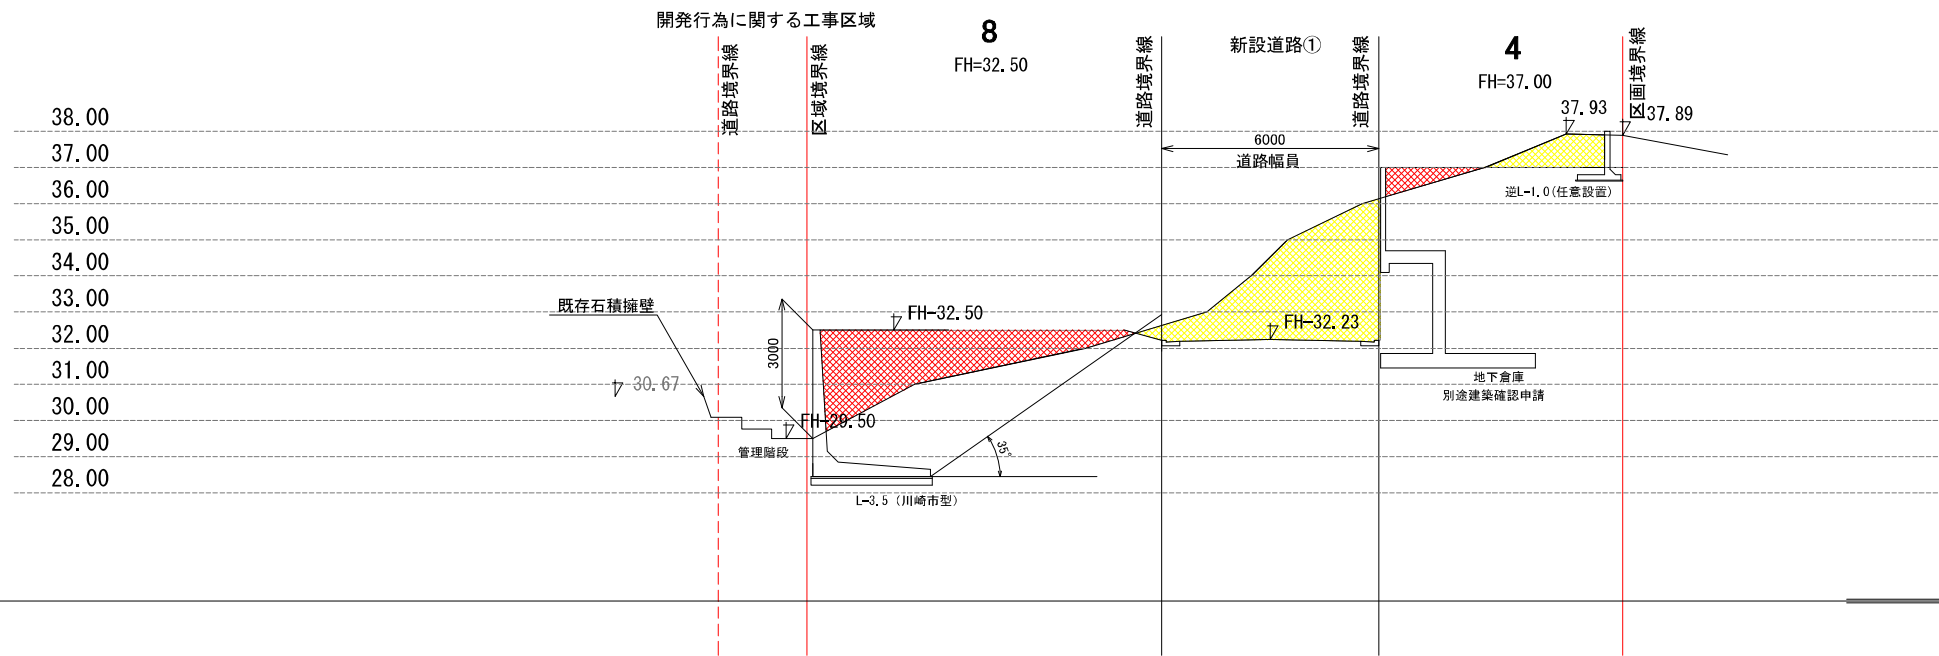 開発行為に関する工事区域
8
FH=32.50
新設道路①
4
FH=37.00
道路境界線
区域境界線
道路境界線
道路境界線
区画境界線
37.93
37.89
38.00
37.00
36.00
35.00
34.00
33.00
32.00
31.00
30.00
29.00
28.00
6000
道路幅員
逆L-1.0(任意設置)
既存石積擁壁
FH-32.50
FH-32.23
3000
30.67
FH-29.50
管理階段
35°
L-3.5 (川崎市型)
地下倉庫
別途建築確認申請